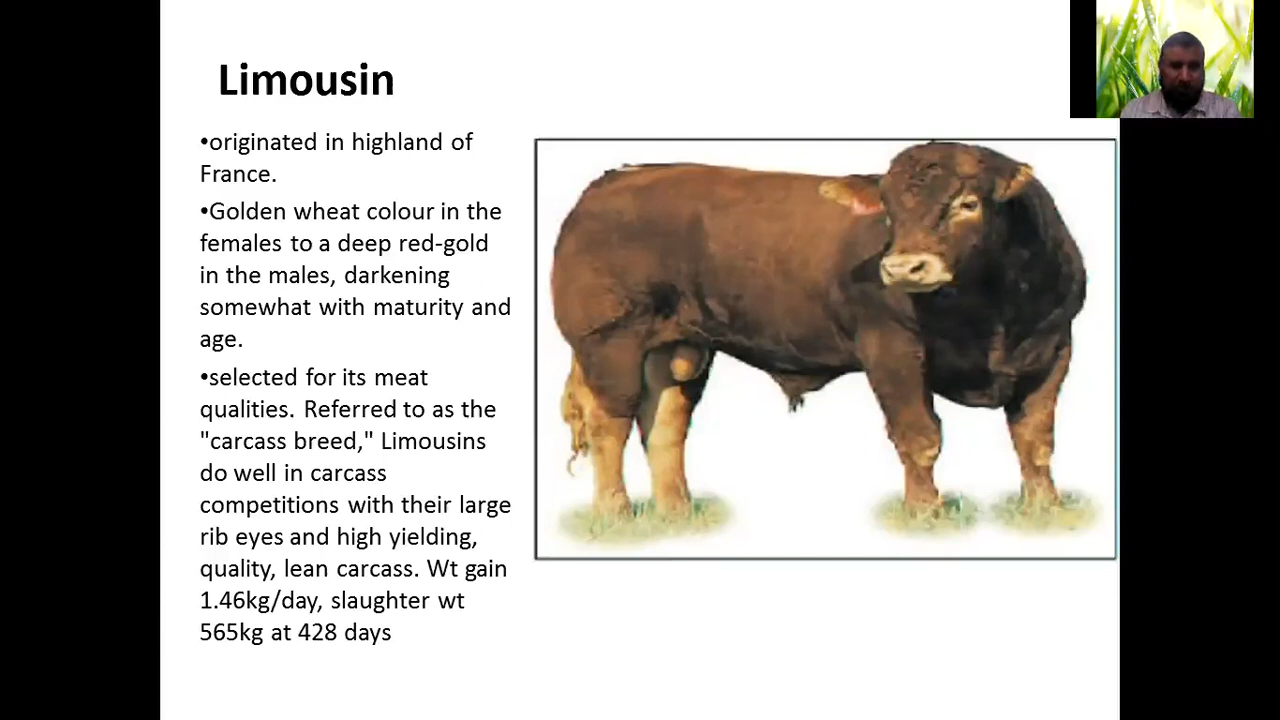 Limousin
•originated in highland of
France.
•Golden wheat colour in the
females to a deep red-gold
in the males, darkening
somewhat with maturity and
age.
•selected for its meat
qualities. Referred to as the
"carcass breed," Limousins
do well in carcass
competitions with their large
rib eyes and high yielding,
quality, lean carcass. Wt gain
1.46kg/day, slaughter wt
565kg at 428 days